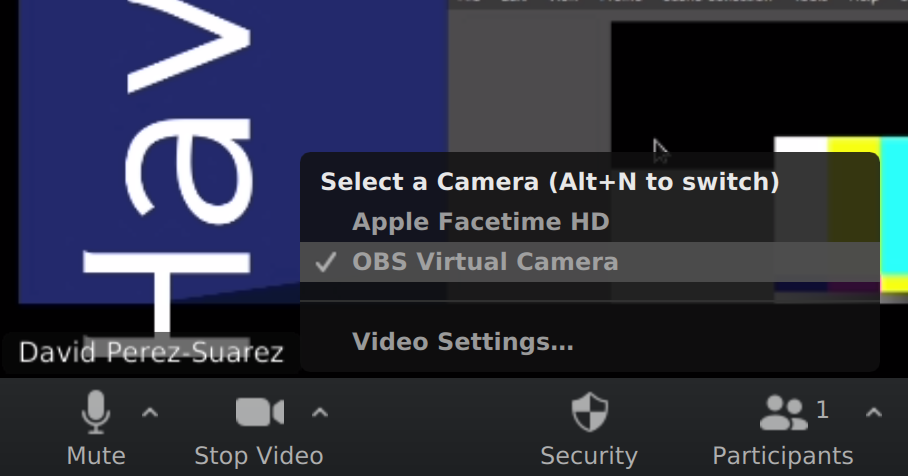 Hav
Select a Camera (Alt+N to switch)
Apple Facetime HD
OBS Virtual Camera
Video Settings...
David Perez-Suarez
1
Mute
Stop Video
Security
Participants